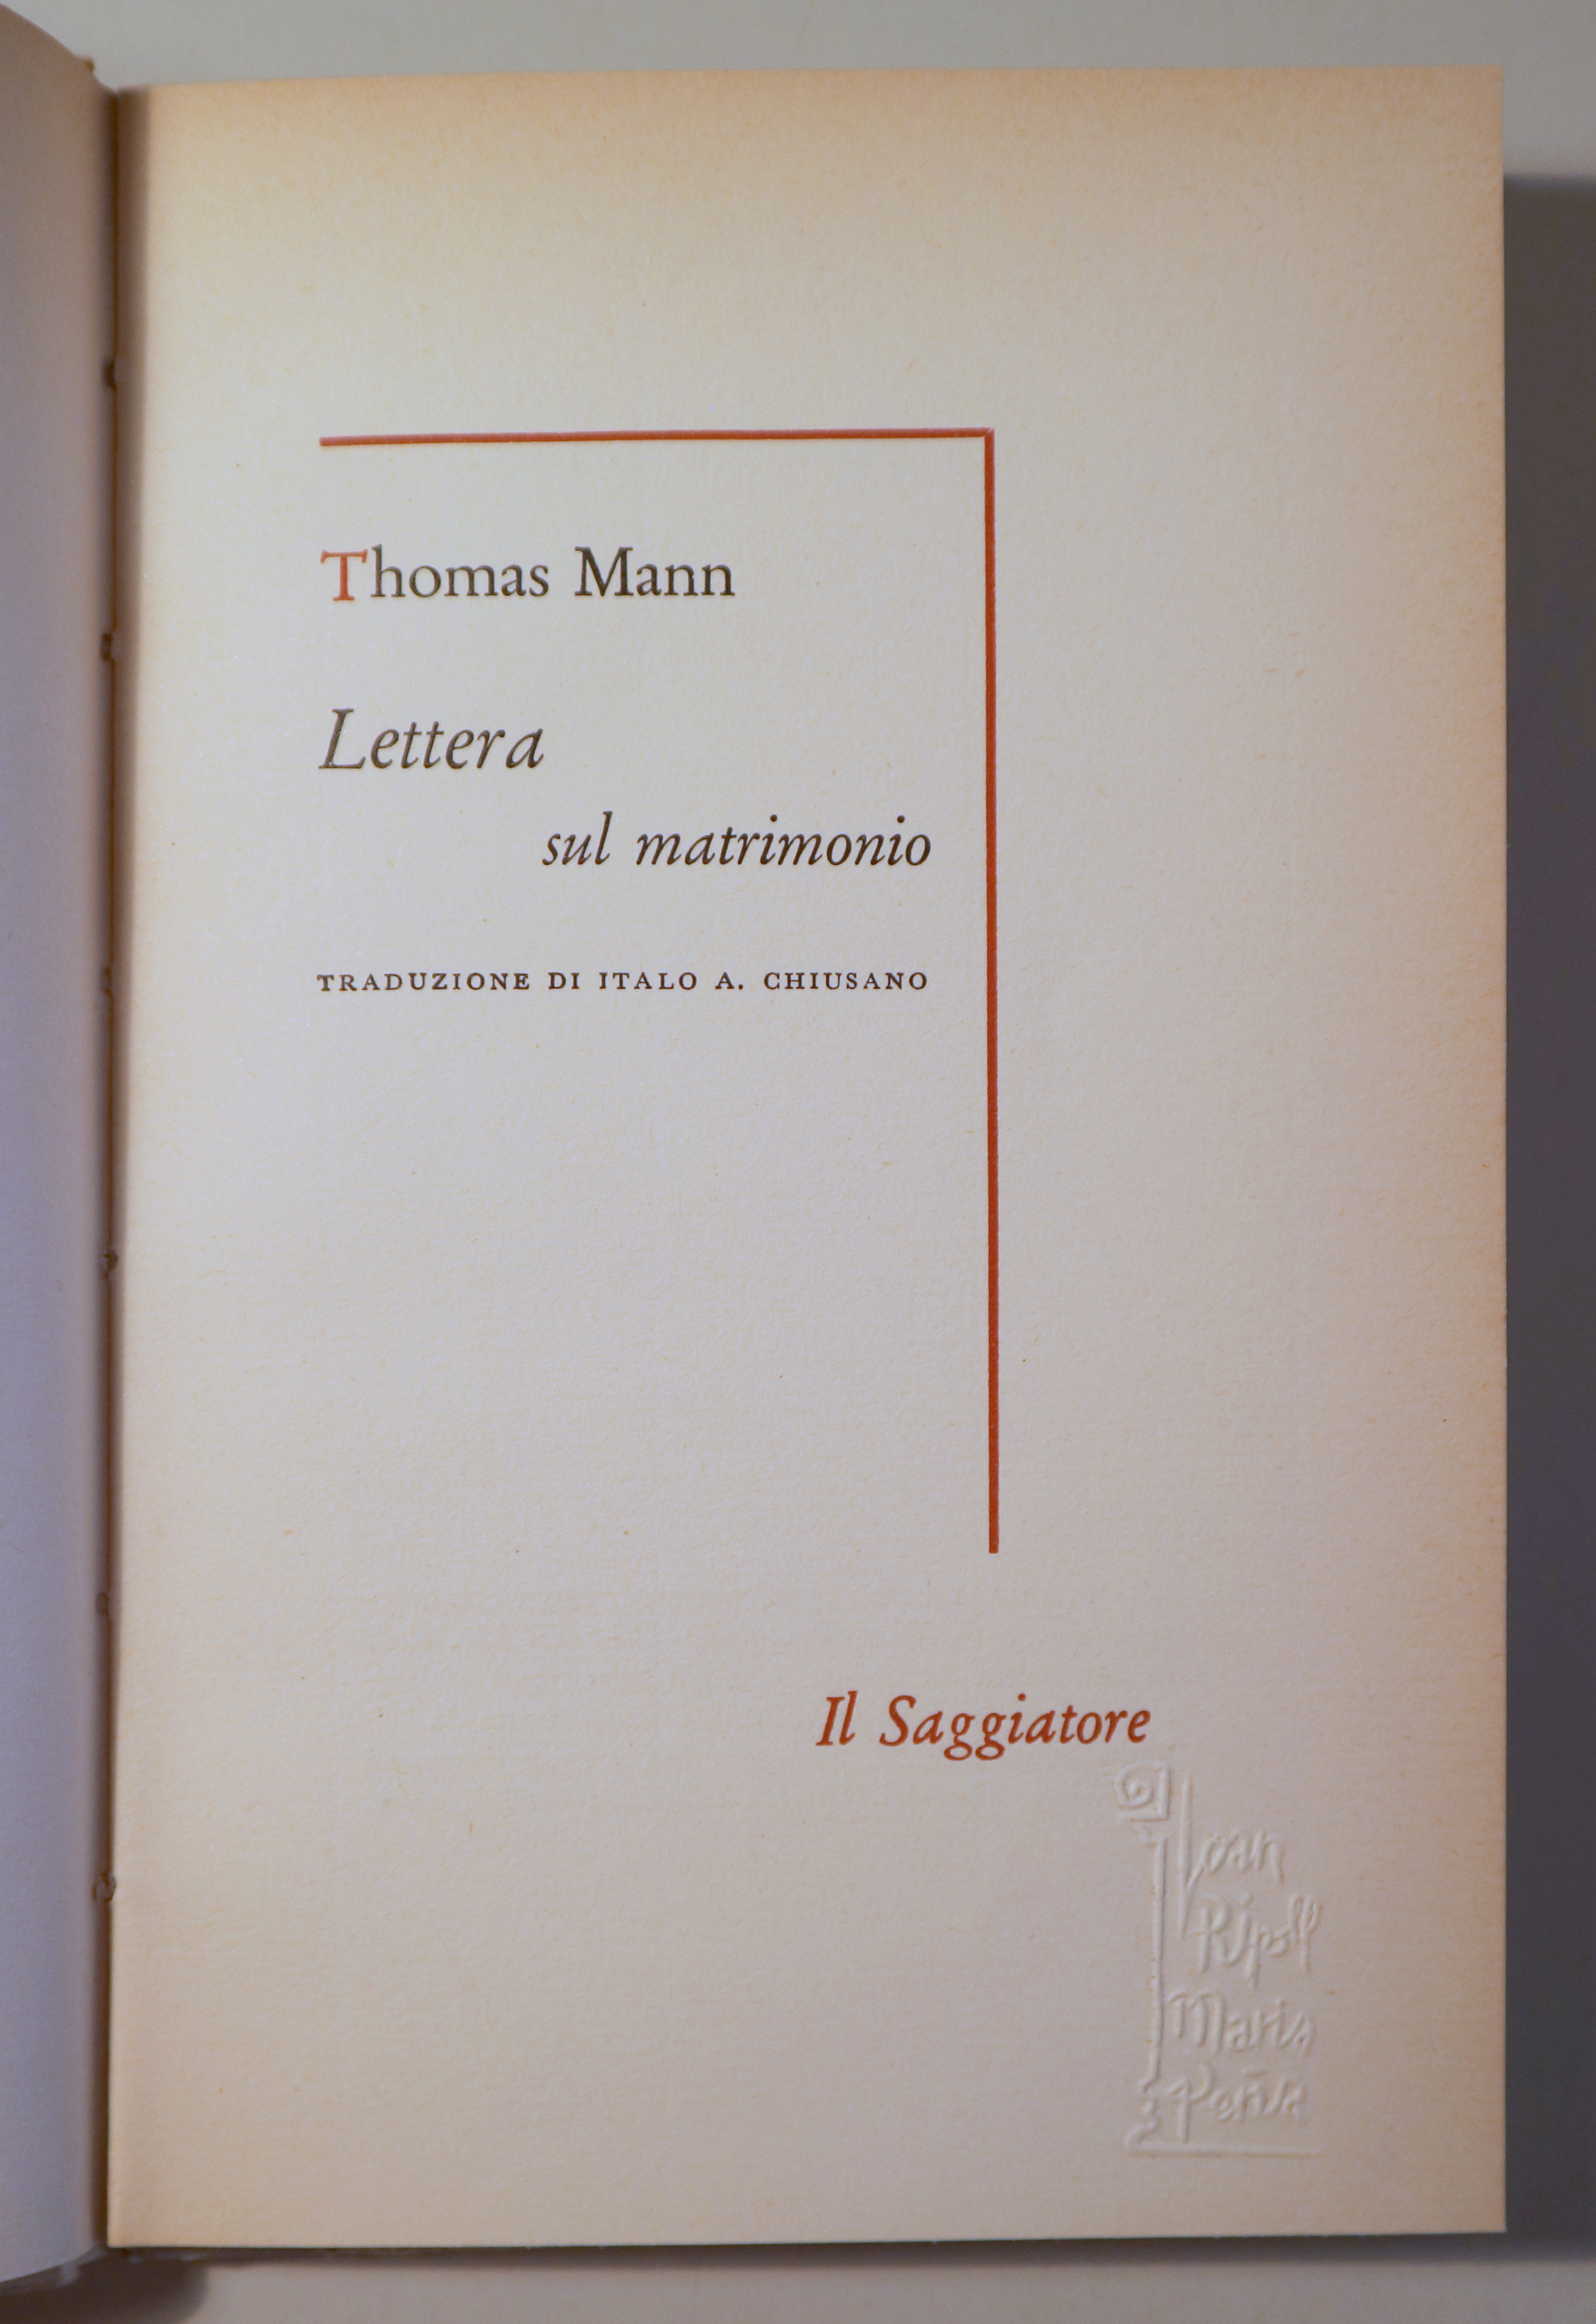 Thomas Mann
Lettera
sul matrimonio
TRADUZIONE DI ITALO A. CHIUSANO
Il Saggiatore
Joan
Ripoll
Maria
Peña